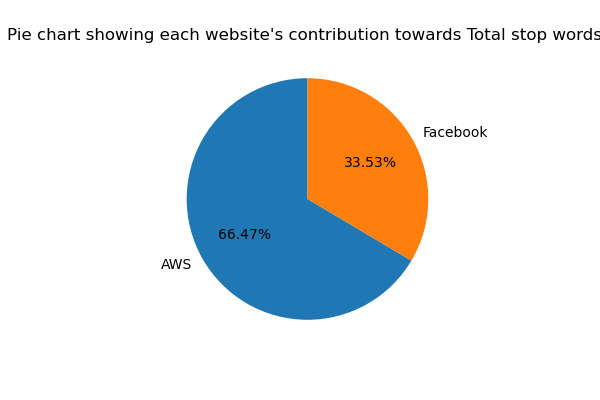 Pie chart showing each website's contribution towards Total stop words
Facebook
33.53%
66.47%
AWS